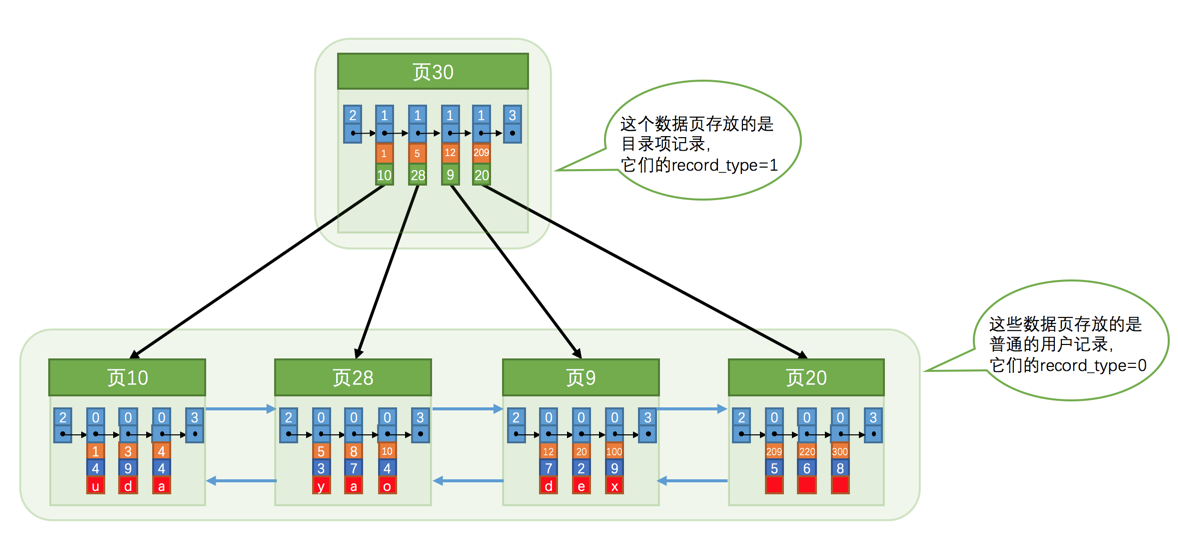 页30
2 1 1 1 1 3
1 5 12 209
10 28 9 20
这个数据页存放的是
目录项记录，
它们的record_type=1
这些数据页存放的是
普通的用户记录，
它们的record_type=0
页10
2 0 0 0 3
1 3 4
4 9 4
u d a
页28
2 0 0 0 3
5 8 10
3 7 4
y a o
页9
2 0 0 0 3
12 20 100
7 2 9
d e x
页20
2 0 0 0 3
209 220 300
5 6 8